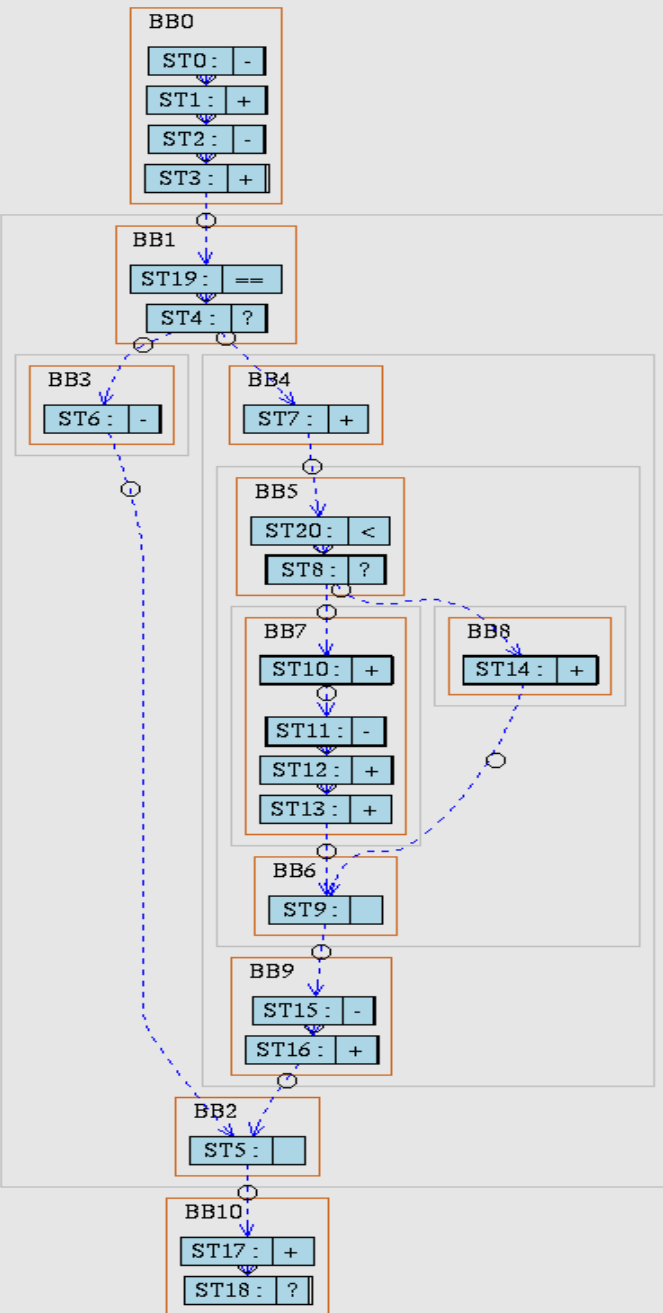 BB0
ST0: -
ST1: +
ST2: -
ST3: +
BB1
ST19: ==
ST4: ?
BB3
ST6: -
BB4
ST7: +
BB5
ST20: <
ST8: ?
BB7
ST10: +
ST11: -
ST12: +
ST13: +
BB8
ST14: +
BB6
ST9:
BB9
ST15: -
ST16: +
BB2
ST5:
BB10
ST17: +
ST18: ?